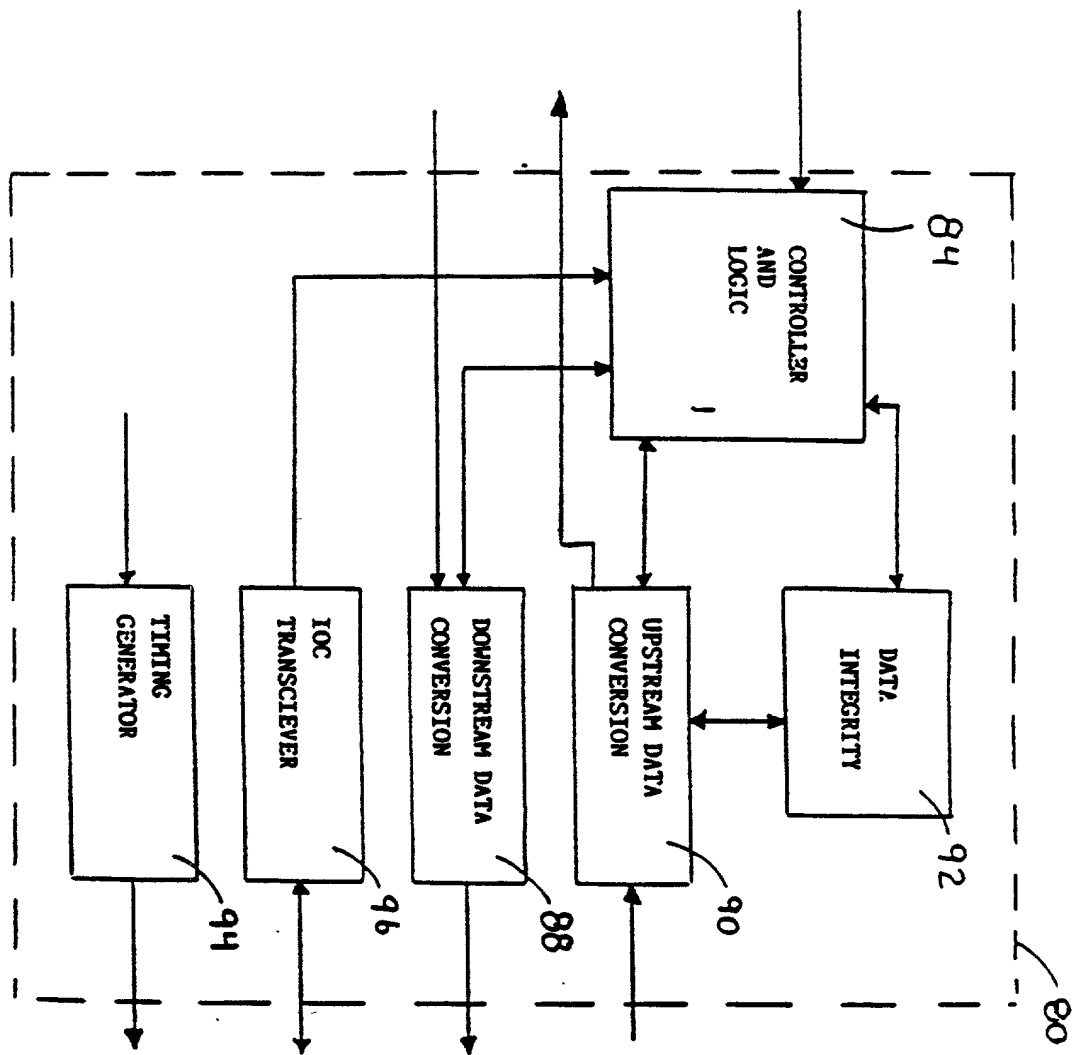 80
92
DATA
INTEGRITY
84
CONTROLLER
AND
LOGIC
90
UPSTREAM DATA
CONVERSION
88
DOWNSTREAM DATA
CONVERSION
96
IOC
TRANSCIEVER
94
TIMING
GENERATOR